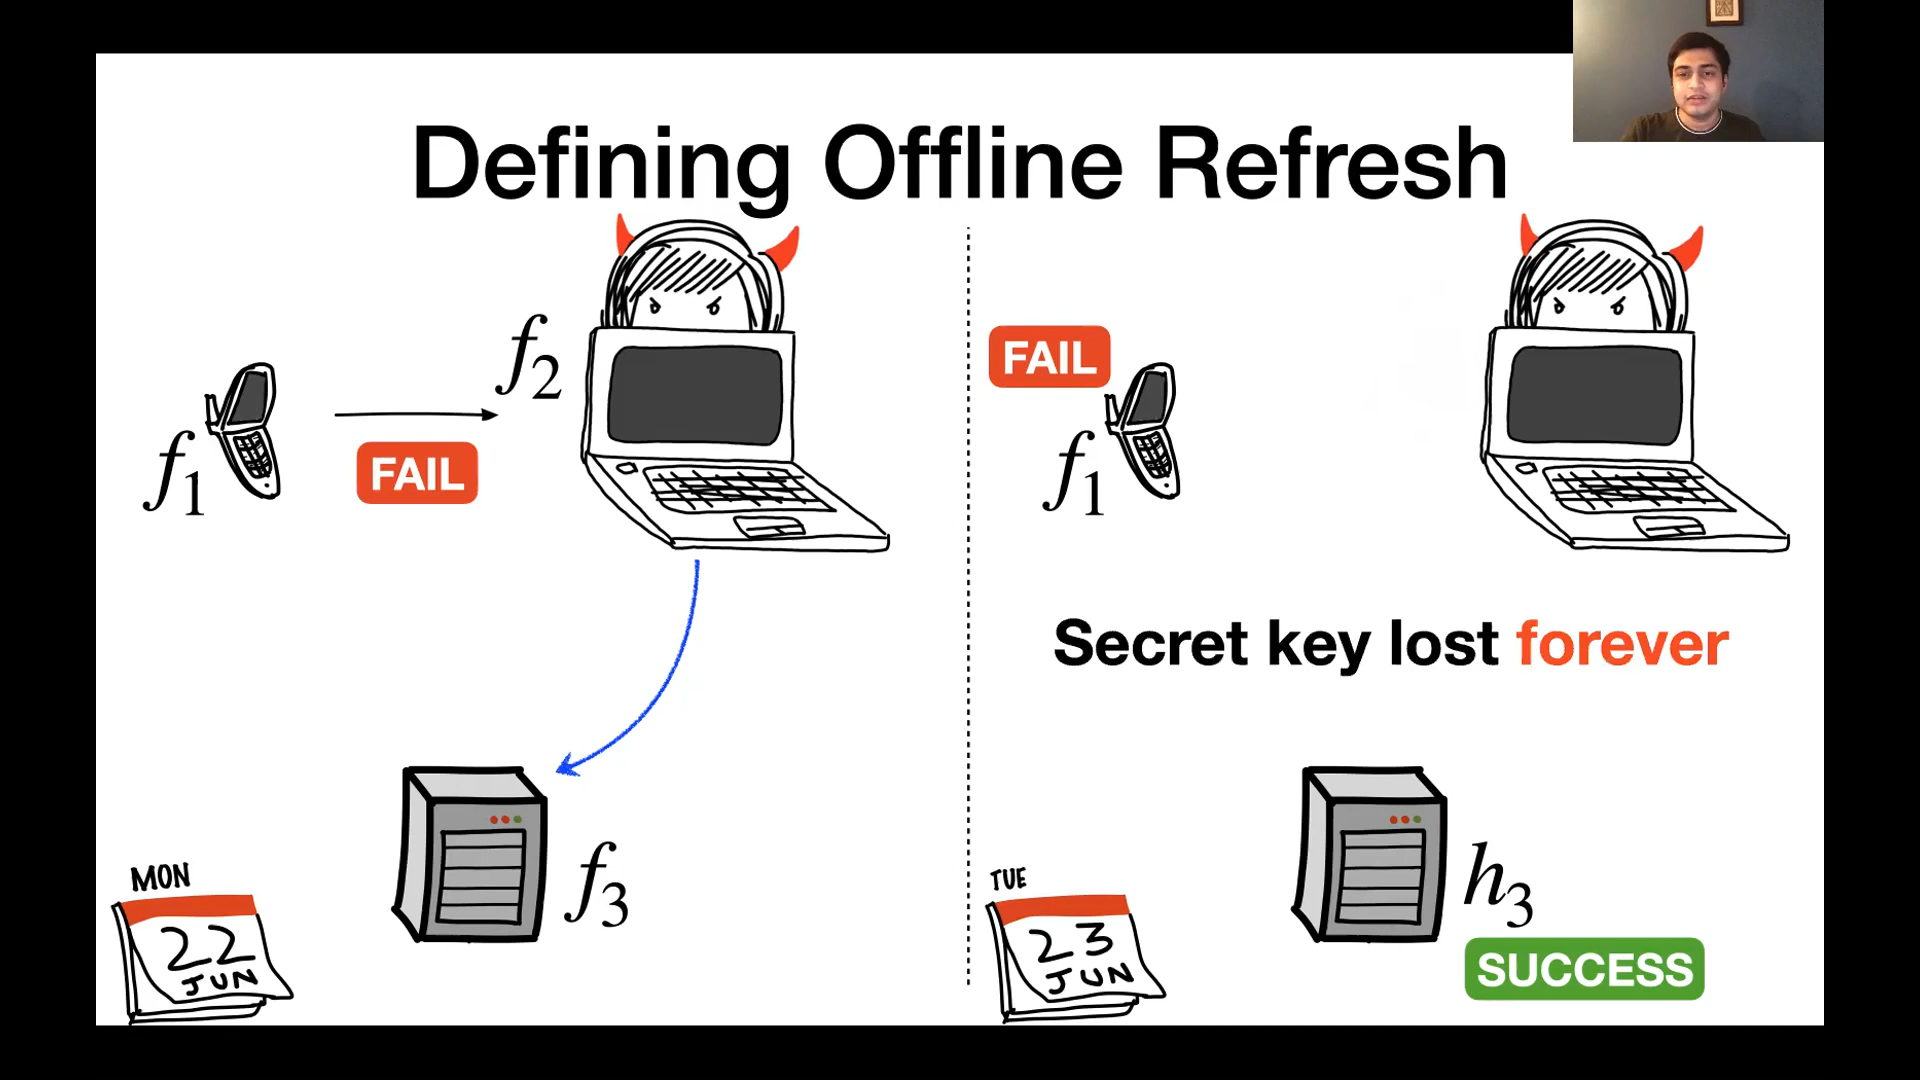 Defining Offline Refresh
f2
f1
FAIL
f3
MON
22
JUN
FAIL
f1
Secret key lost forever
h3
SUCCESS
TUE
23
JUN